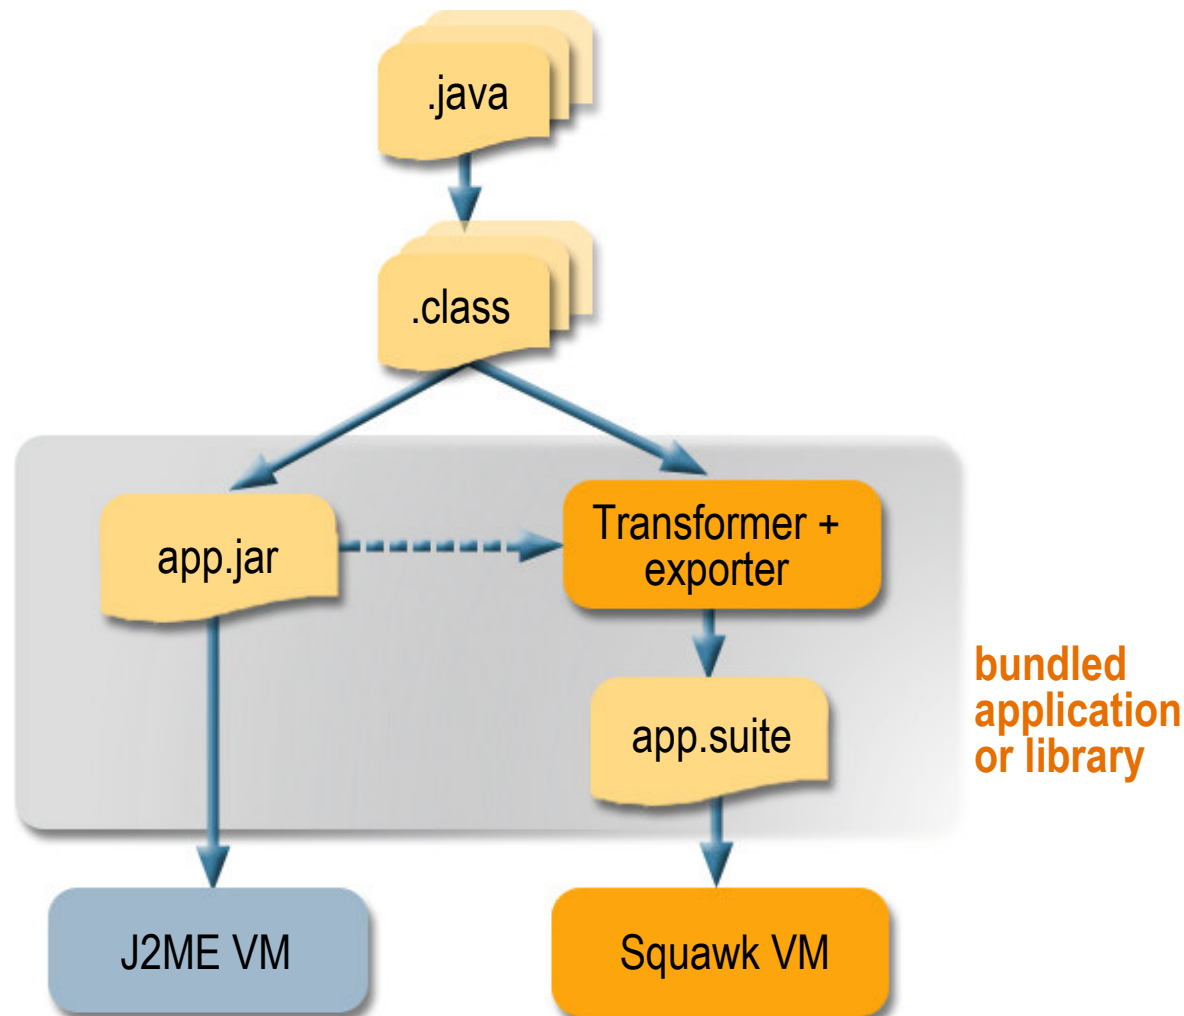 .java
.class
app.jar
Transformer +
exporter
app.suite
bundled
application
or library
J2ME VM
Squawk VM